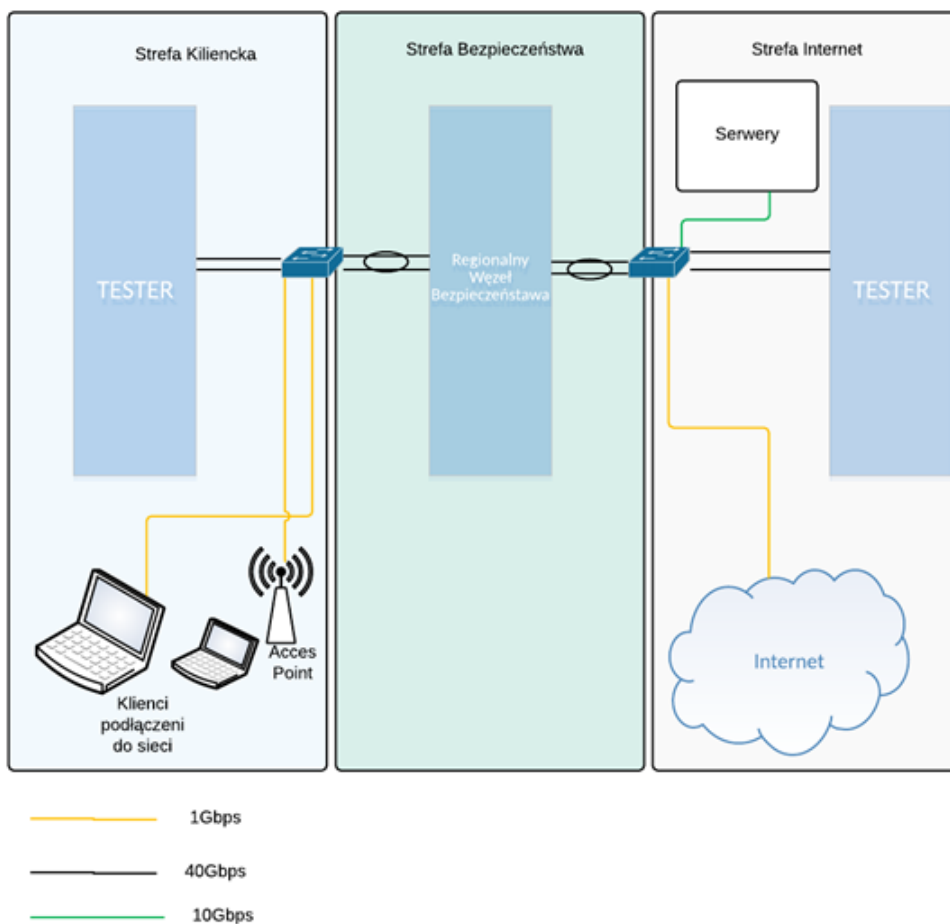 Strefa Kiliencka
Strefa Bezpieczeństwa
Strefa Internet
Serwery
TESTER
Regionalny
Węzeł
Bezpieczeństawa
TESTER
Acces
Point
Klienci
podłączeni
do sieci
Internet
1Gbps
40Gbps
10Gbps